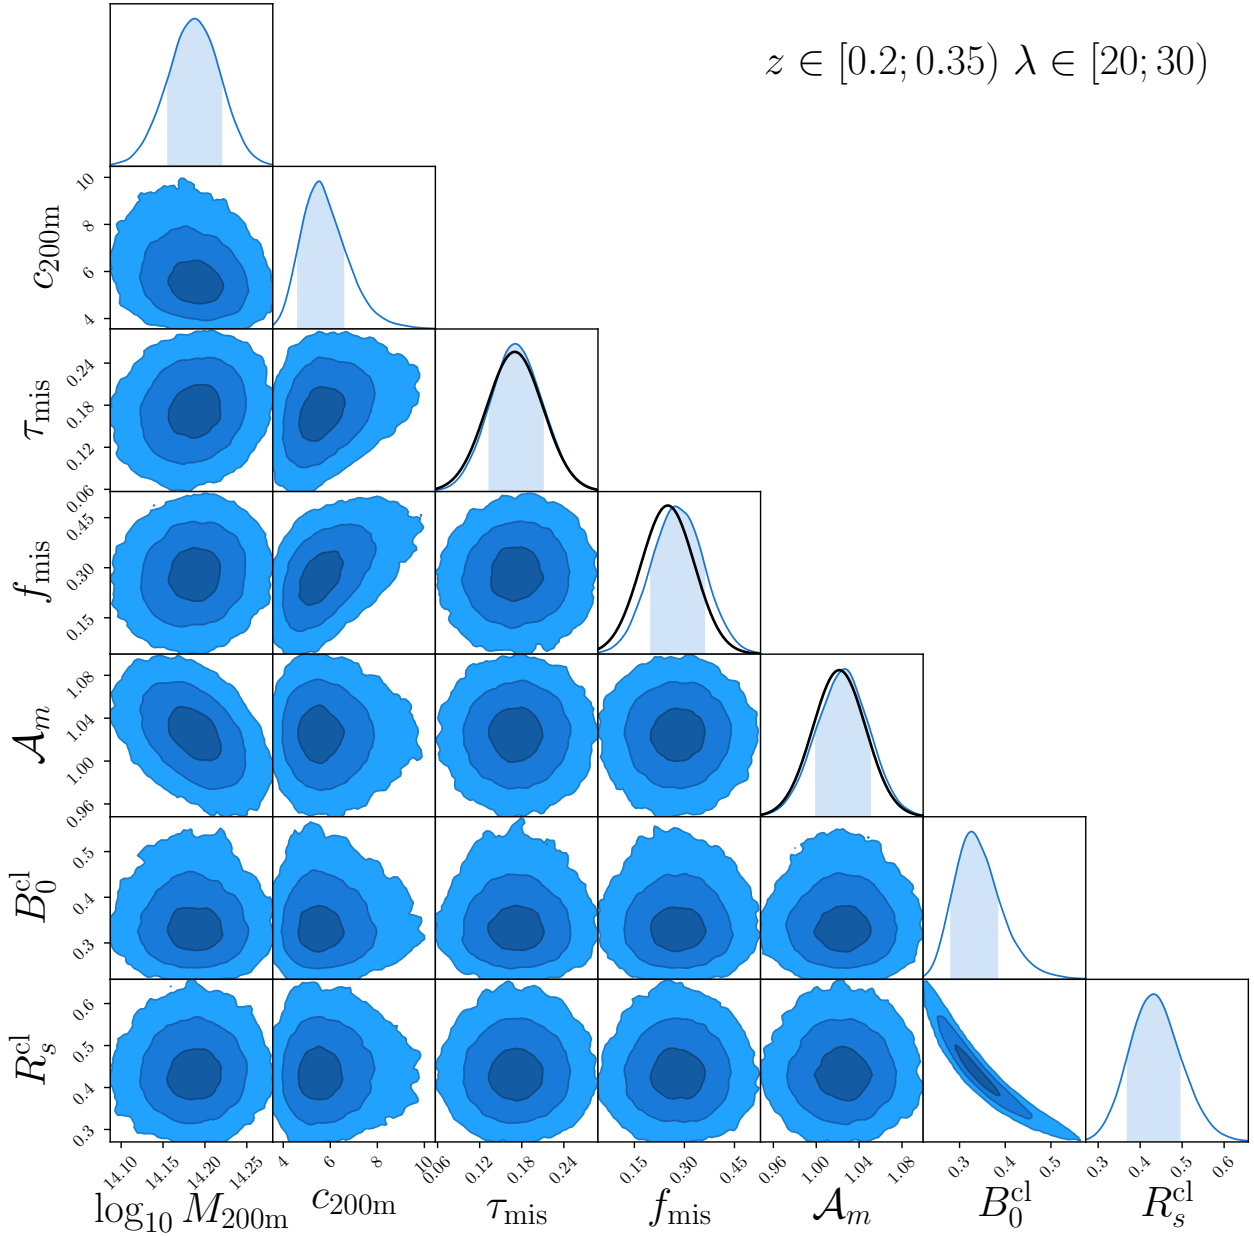 z ∈ [0.2; 0.35) λ ∈ [20; 30)
c200m
10
8
6
4
τmis
0.24
0.18
0.12
0.06
fmis
0.45
0.30
0.15
𝒜m
1.08
1.04
1.00
0.96
B0cl
0.5
0.4
0.3
Rscl
0.6
0.5
0.4
0.3
14.10 14.15 14.20 14.25 4 6 8 10 0.06 0.12 0.18 0.24 0.15 0.30 0.45 0.96 1.00 1.04 1.08 0.3 0.4 0.5 0.3 0.4 0.5 0.6
log10 M200m c200m τmis fmis 𝒜m B0cl Rscl